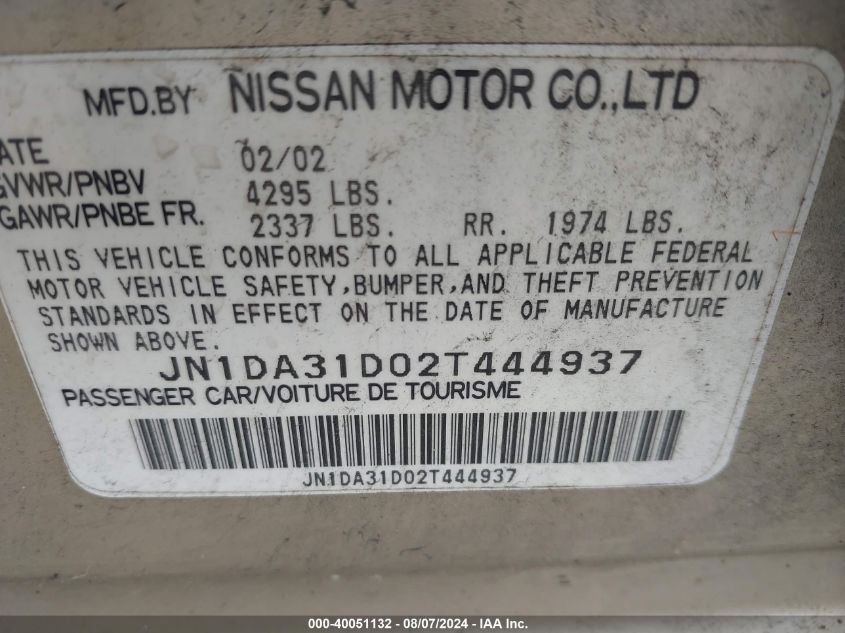 MFD.BY NISSAN MOTOR CO.,LTD
ATE 02/02
GVWR/PNBV 4295 LBS.
GAWR/PNBE FR. 2337 LBS. RR. 1974 LBS.
THIS VEHICLE CONFORMS TO ALL APPLICABLE FEDERAL
MOTOR VEHICLE SAFETY,BUMPER,AND THEFT PREVENTION
STANDARDS IN EFFECT ON THE DATE OF MANUFACTURE
SHOWN ABOVE.
JN1DA31D02T444937
PASSENGER CAR/VOITURE DE TOURISME
JN1DA31D02T444937
000-40051132 - 08/07/2024 - IAA Inc.